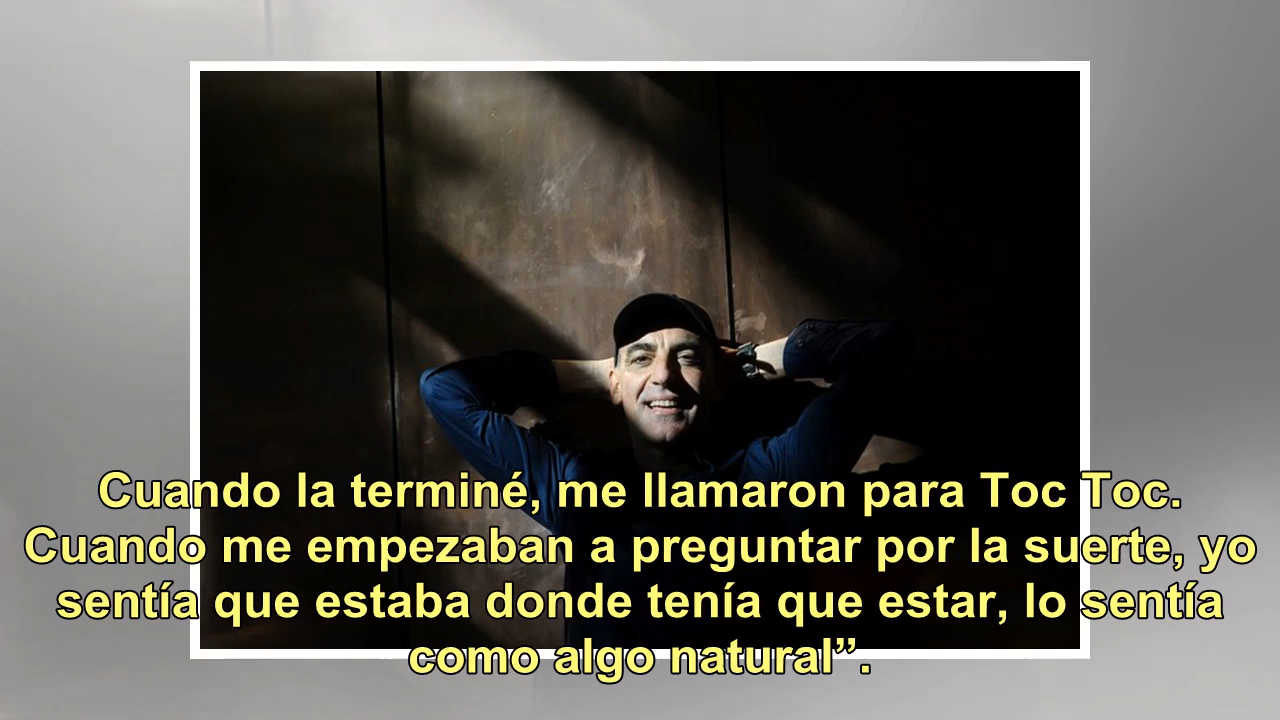 Cuando la terminé, me llamaron para Toc Toc.
Cuando me empezaban a preguntar por la suerte, yo
sentía que estaba donde tenía que estar, lo sentía
como algo natural”.